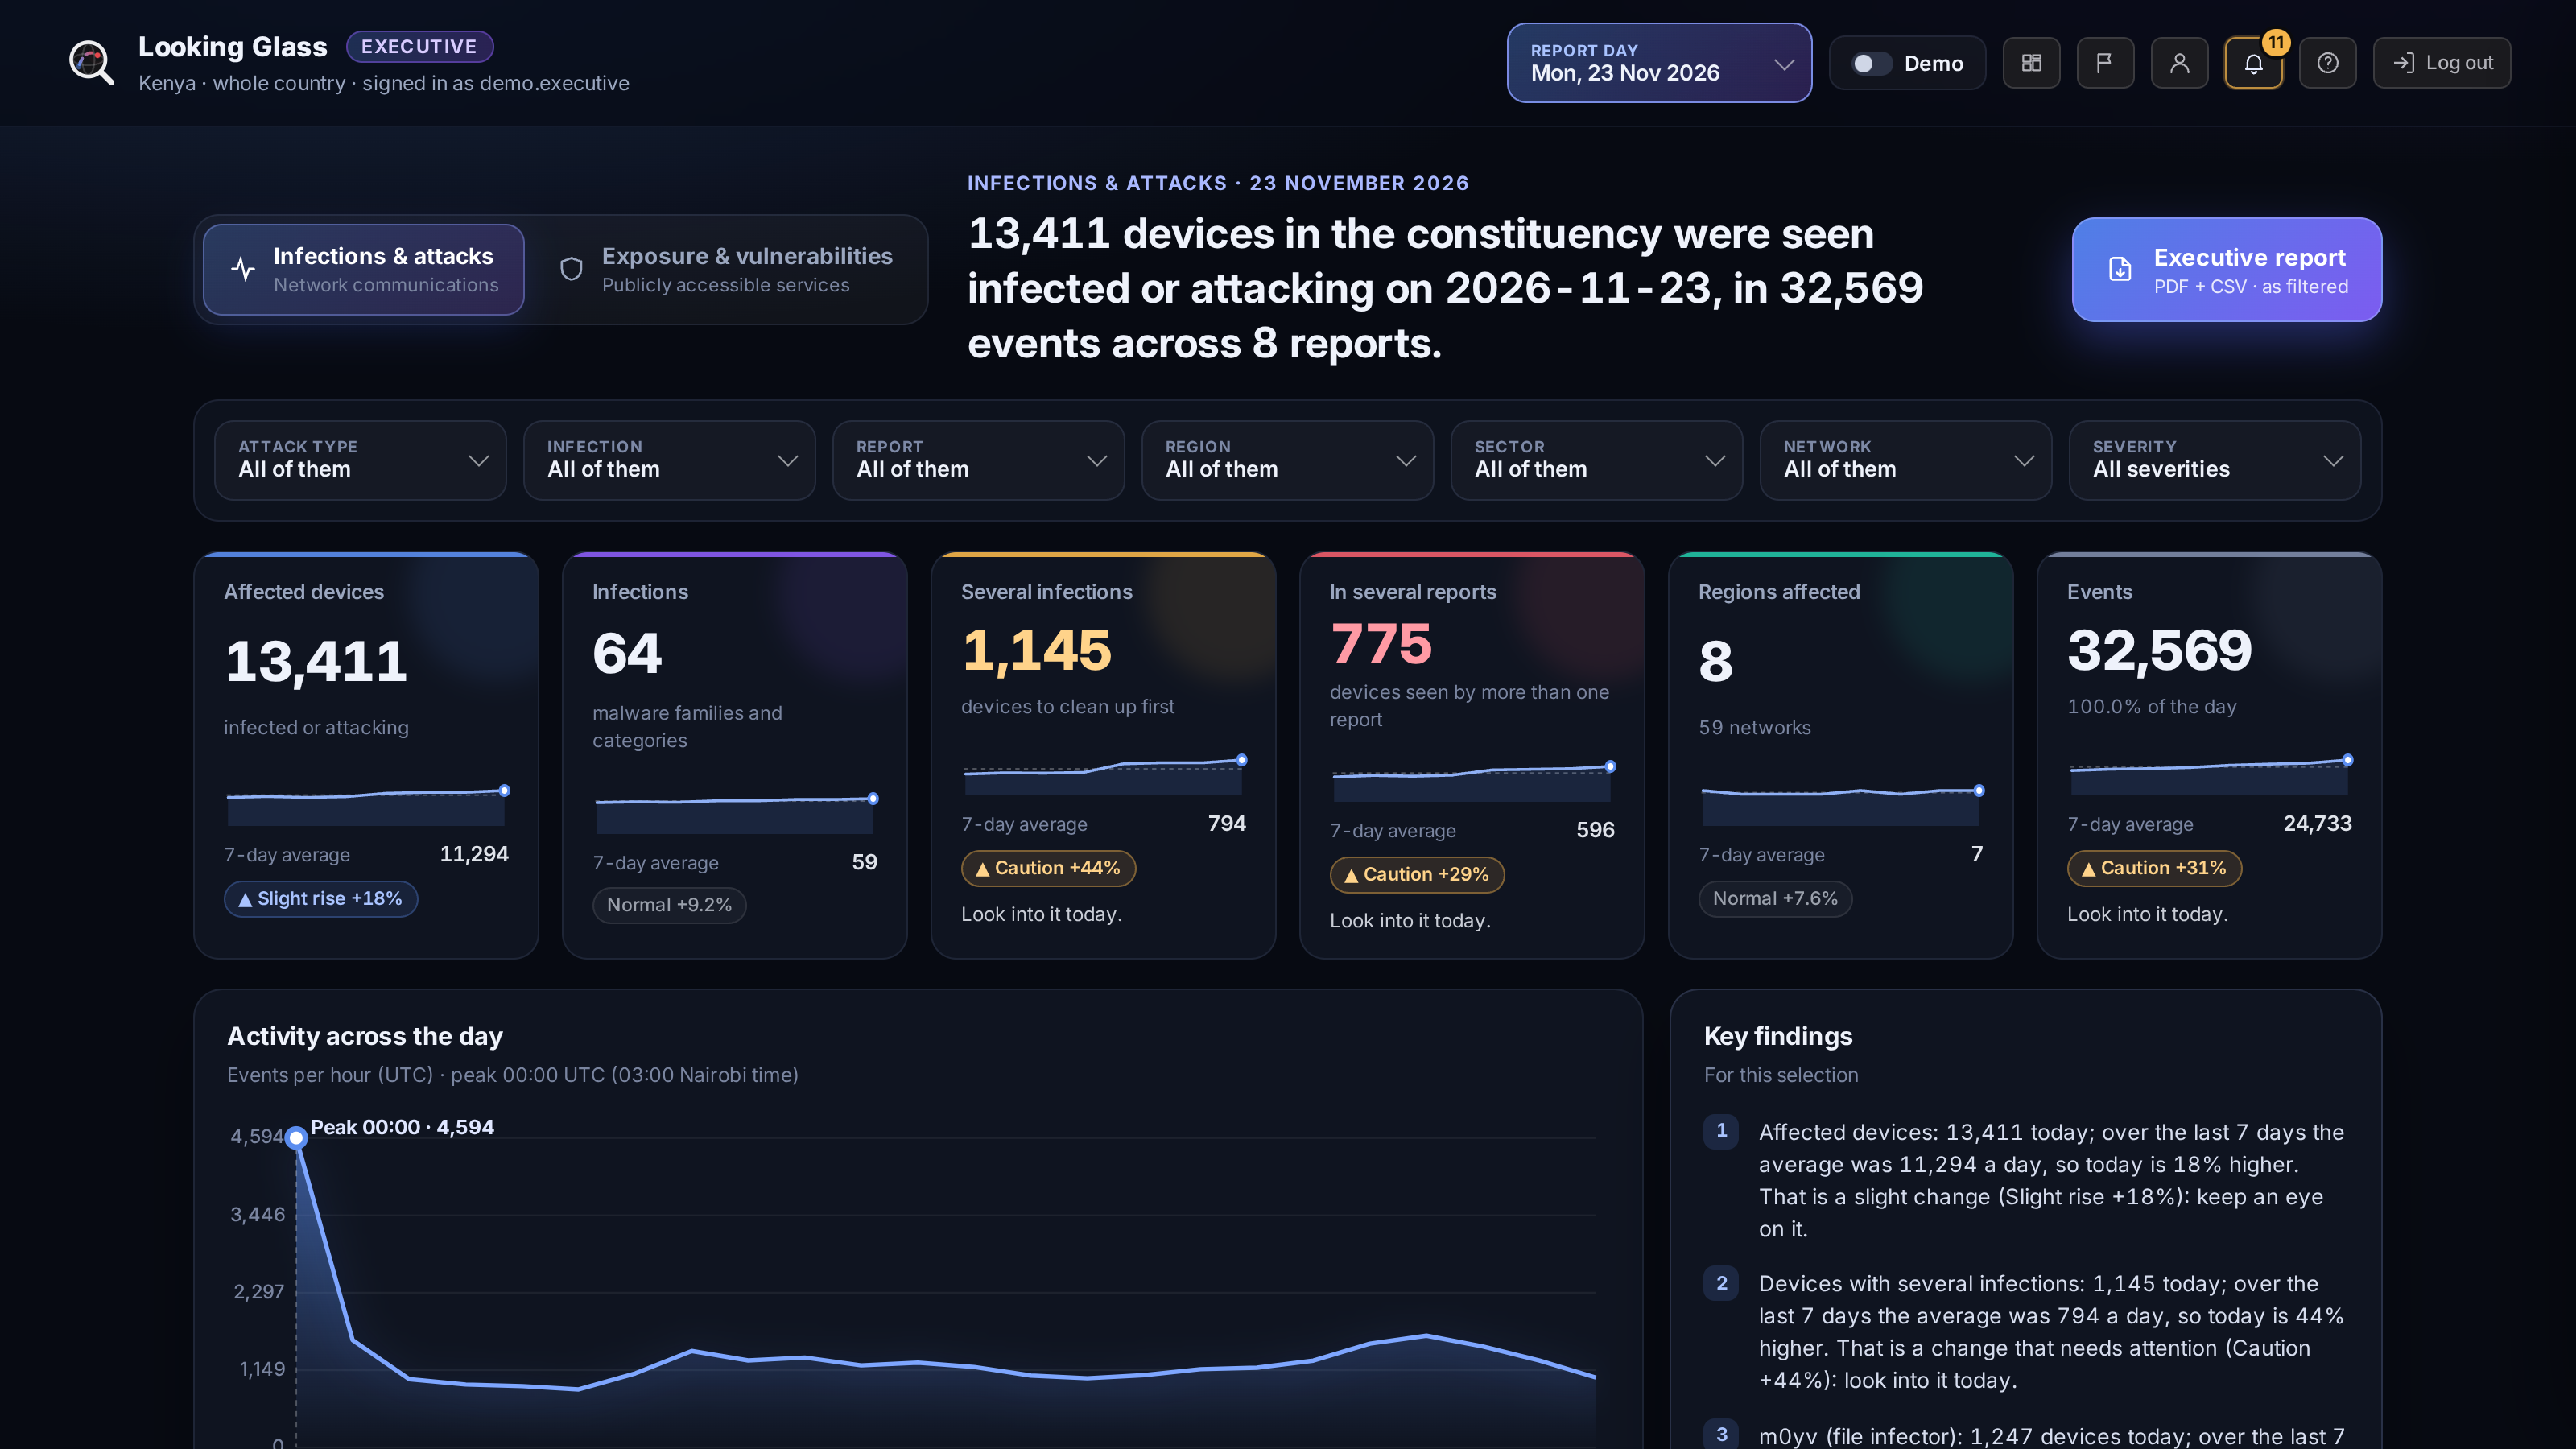 Looking Glass EXECUTIVE
Kenya · whole country · signed in as demo.executive
REPORT DAY
Mon, 23 Nov 2026
Demo
11
Log out
Infections & attacks
Network communications
Exposure & vulnerabilities
Publicly accessible services
INFECTIONS & ATTACKS · 23 NOVEMBER 2026
13,411 devices in the constituency were seen
infected or attacking on 2026-11-23, in 32,569
events across 8 reports.
Executive report
PDF + CSV · as filtered
ATTACK TYPE
All of them
INFECTION
All of them
REPORT
All of them
REGION
All of them
SECTOR
All of them
NETWORK
All of them
SEVERITY
All severities
Affected devices
13,411
infected or attacking
7-day average 11,294
▲ Slight rise +18%
Infections
64
malware families and
categories
7-day average 59
Normal +9.2%
Several infections
1,145
devices to clean up first
7-day average 794
▲ Caution +44%
Look into it today.
In several reports
775
devices seen by more than one
report
7-day average 596
▲ Caution +29%
Look into it today.
Regions affected
8
59 networks
7-day average 7
Normal +7.6%
Events
32,569
100.0% of the day
7-day average 24,733
▲ Caution +31%
Look into it today.
Activity across the day
Events per hour (UTC) · peak 00:00 UTC (03:00 Nairobi time)
Peak 00:00 · 4,594
4,594
3,446
2,297
1,149
0
Key findings
For this selection
1
Affected devices: 13,411 today; over the last 7 days the
average was 11,294 a day, so today is 18% higher.
That is a slight change (Slight rise +18%): keep an eye
on it.
2
Devices with several infections: 1,145 today; over the
last 7 days the average was 794 a day, so today is 44%
higher. That is a change that needs attention (Caution
+44%): look into it today.
3
m0yv (file infector): 1,247 devices today; over the last 7